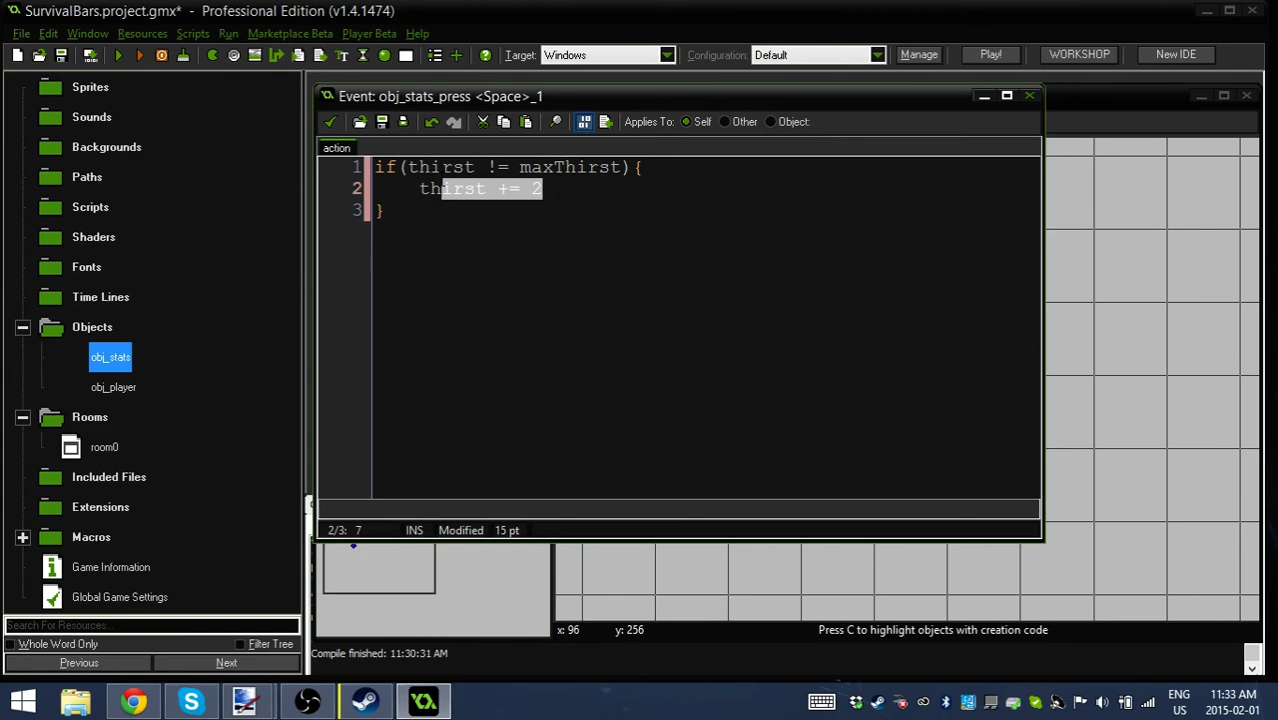 SurvivalBars.project.gmx* - Professional Edition (v1.4.1474)
File Edit Window Resources Scripts Run Marketplace Beta Player Beta Help
Target: Windows Configuration: Default Manage Play! WORKSHOP New IDE
Sprites
Sounds
Backgrounds
Paths
Scripts
Shaders
Fonts
Time Lines
Objects
obj_stats
obj_player
Rooms
room0
Included Files
Extensions
Macros
Game Information
Global Game Settings
Search For Resources...
Whole Word Only Filter Tree
Previous Next
Event: obj_stats_press <Space>_1
Applies To: Self Other Object:
action
1 if(thirst != maxThirst){
2 thirst += 2
3 }
2/3: 7 INS Modified 15 pt
x: 96 y: 256 Press C to highlight objects with creation code
Compile finished: 11:30:31 AM
ENG 11:33 AM
US 2015-02-01